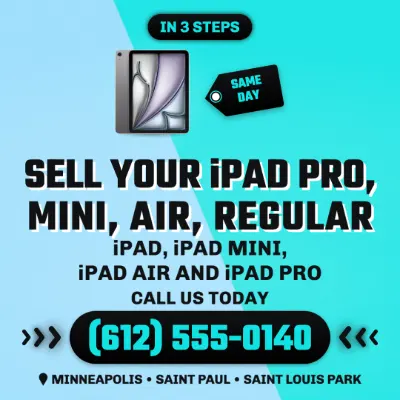 IN 3 STEPS
SAME
DAY
SELL YOUR iPAD PRO,
MINI, AIR, REGULAR
iPAD, iPAD MINI,
iPAD AIR AND iPAD PRO
CALL US TODAY
(612) 555-0140
MINNEAPOLIS • SAINT PAUL • SAINT LOUIS PARK